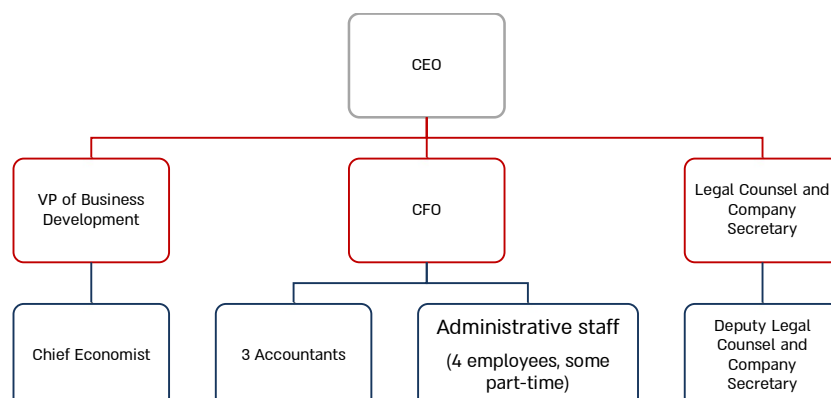 CEO
VP of Business
Development
CFO
Legal Counsel and
Company
Secretary
Chief Economist
3 Accountants
Administrative staff
(4 employees, some
part-time)
Deputy Legal
Counsel and
Company
Secretary